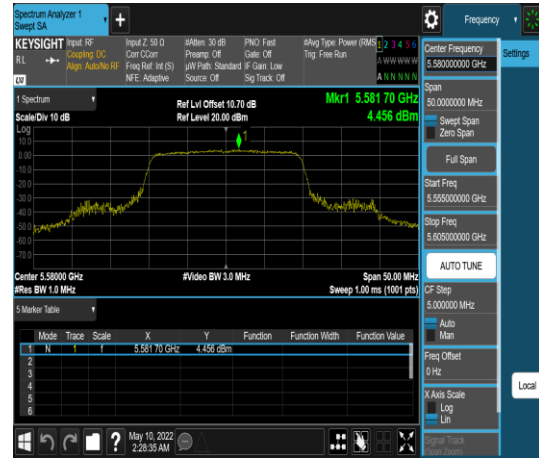 Spectrum Analyzer 1
Swept SA
+
Frequency
KEYSIGHT
RL
Input: RF
Coupling: DC
Align: Auto/No RF
Input Z: 50 Ω
Corr CCorr
Freq Ref: Int (S)
NFE: Adaptive
#Atten: 30 dB
Preamp: Off
µW Path: Standard
Source: Off
PNO: Fast
Gate: Off
IF Gain: Low
Sig Track: Off
#Avg Type: Power (RMS)
Trig: Free Run
1 2 3 4 5 6
A W W W W W
A N N N N N
1 Spectrum
Scale/Div 10 dB
Ref Lvl Offset 10.70 dB
Ref Level 20.00 dBm
Mkr1 5.581 70 GHz
4.456 dBm
Log
10.0
0.00
-10.0
-20.0
-30.0
-40.0
-50.0
-60.0
-70.0
1
Center 5.58000 GHz
#Res BW 1.0 MHz
#Video BW 3.0 MHz
Span 50.00 MHz
Sweep 1.00 ms (1001 pts)
5 Marker Table
Mode Trace Scale X Y Function Function Width Function Value
1 N 1 f 5.581 70 GHz 4.456 dBm
2
3
4
5
6
May 10, 2022
2:28:35 AM
Center Frequency
5.580000000 GHz
Span
50.0000000 MHz
Swept Span
Zero Span
Full Span
Start Freq
5.555000000 GHz
Stop Freq
5.605000000 GHz
AUTO TUNE
CF Step
5.000000 MHz
Auto
Man
Freq Offset
0 Hz
X Axis Scale
Log
Lin
Signal Track
(Span Zoom)
Settings
Local